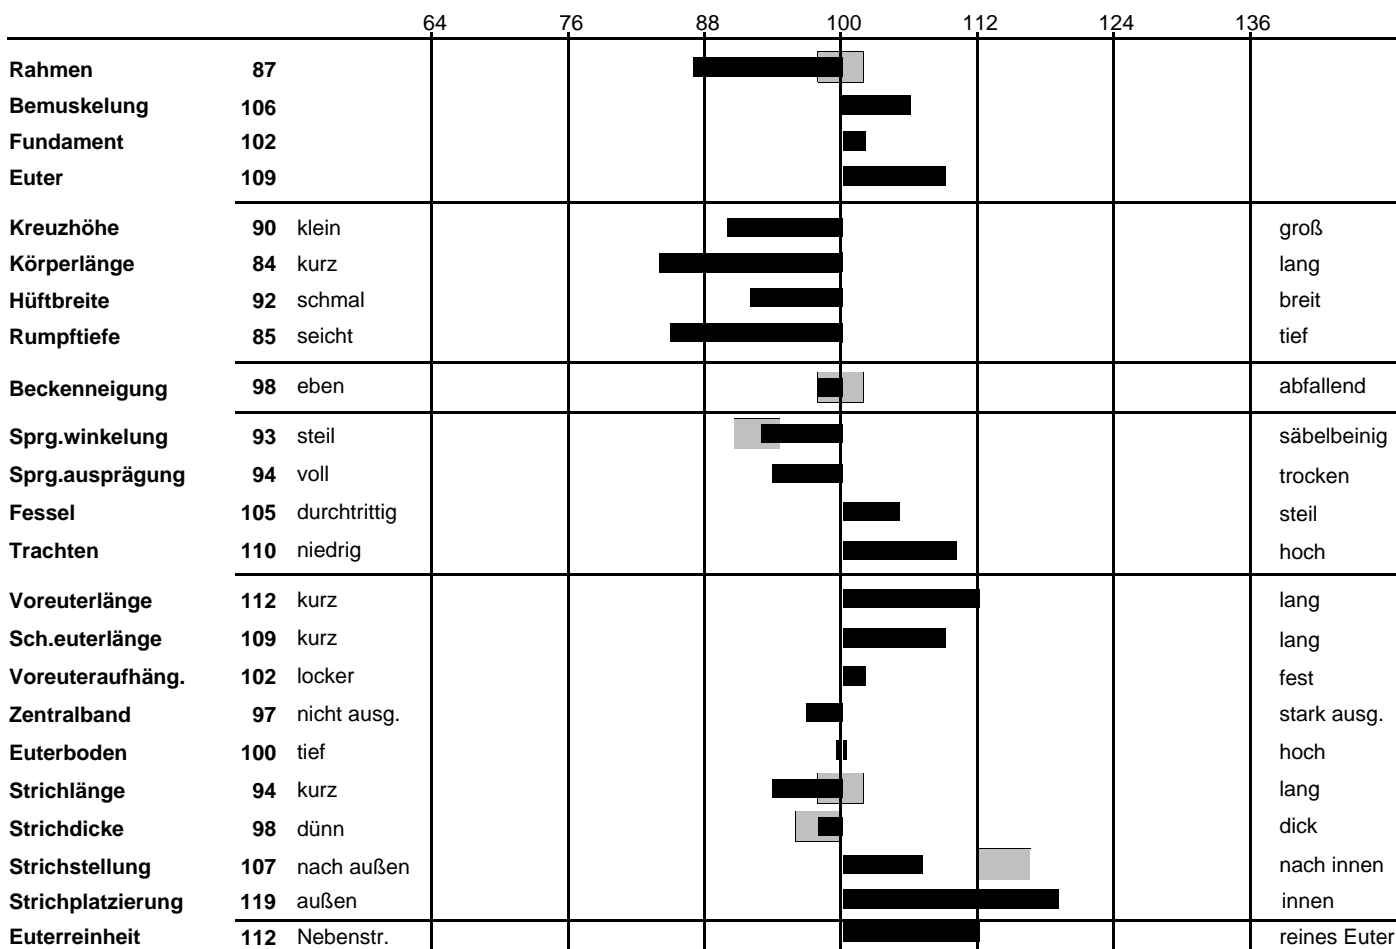 64 76 88 100 112 124 136
Rahmen 87
Bemuskelung 106
Fundament 102
Euter 109
Kreuzhöhe 90 klein groß
Körperlänge 84 kurz lang
Hüftbreite 92 schmal breit
Rumpftiefe 85 seicht tief
Beckenneigung 98 eben abfallend
Sprg.winkelung 93 steil säbelbeinig
Sprg.ausprägung 94 voll trocken
Fessel 105 durchtrittig steil
Trachten 110 niedrig hoch
Voreuterlänge 112 kurz lang
Sch.euterlänge 109 kurz lang
Voreuteraufhäng. 102 locker fest
Zentralband 97 nicht ausg. stark ausg.
Euterboden 100 tief hoch
Strichlänge 94 kurz lang
Strichdicke 98 dünn dick
Strichstellung 107 nach außen nach innen
Strichplatzierung 119 außen innen
Euterreinheit 112 Nebenstr. reines Euter